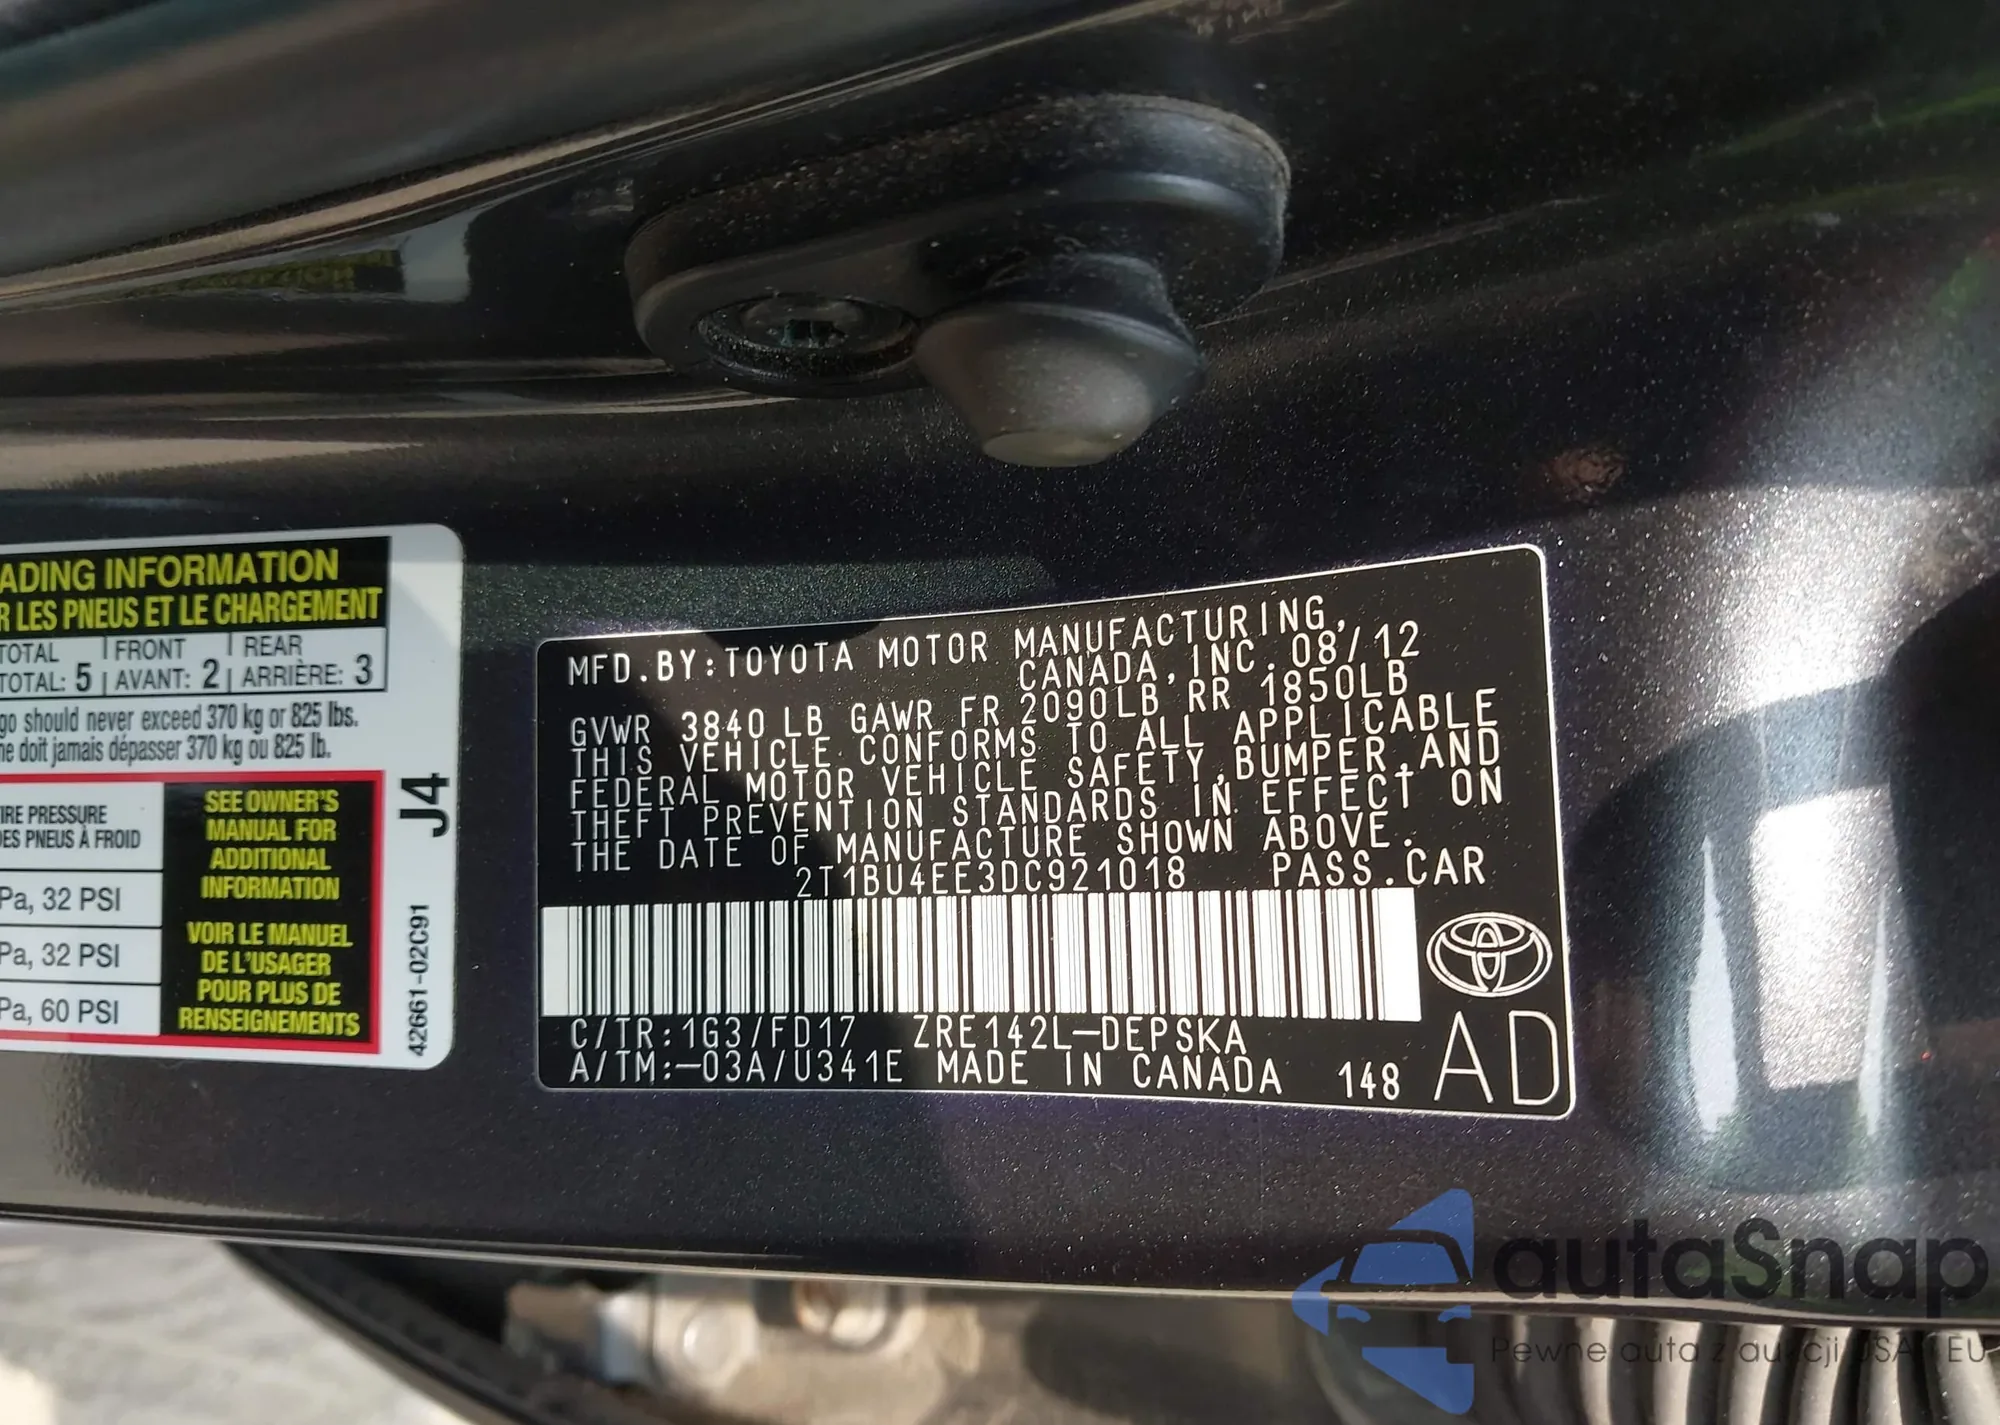 ADING INFORMATION
R LES PNEUS ET LE CHARGEMENT
TOTAL FRONT REAR
TOTAL: 5 AVANT: 2 ARRIÈRE: 3
go should never exceed 370 kg or 825 lbs.
ne doit jamais dépasser 370 kg ou 825 lb.
IRE PRESSURE
DES PNEUS À FROID
Pa, 32 PSI
Pa, 32 PSI
Pa, 60 PSI
SEE OWNER'S
MANUAL FOR
ADDITIONAL
INFORMATION
VOIR LE MANUEL
DE L'USAGER
POUR PLUS DE
RENSEIGNEMENTS
J4
42661-02C91
MFD.BY:TOYOTA MOTOR MANUFACTURING,
CANADA,INC. 08/12
GVWR 3840 LB GAWR FR 2090LB RR 1850LB
THIS VEHICLE CONFORMS TO ALL APPLICABLE
FEDERAL MOTOR VEHICLE SAFETY,BUMPER,AND
THEFT PREVENTION STANDARDS IN EFFECT ON
THE DATE OF MANUFACTURE SHOWN ABOVE.
2T1BU4EE3DC921018 PASS.CAR
C/TR:1G3/FD17 ZRE142L-DEPSKA
A/TM:-03A/U341E MADE IN CANADA 148
AD
autaSnap
Pewne auta z aukcji USA i EU